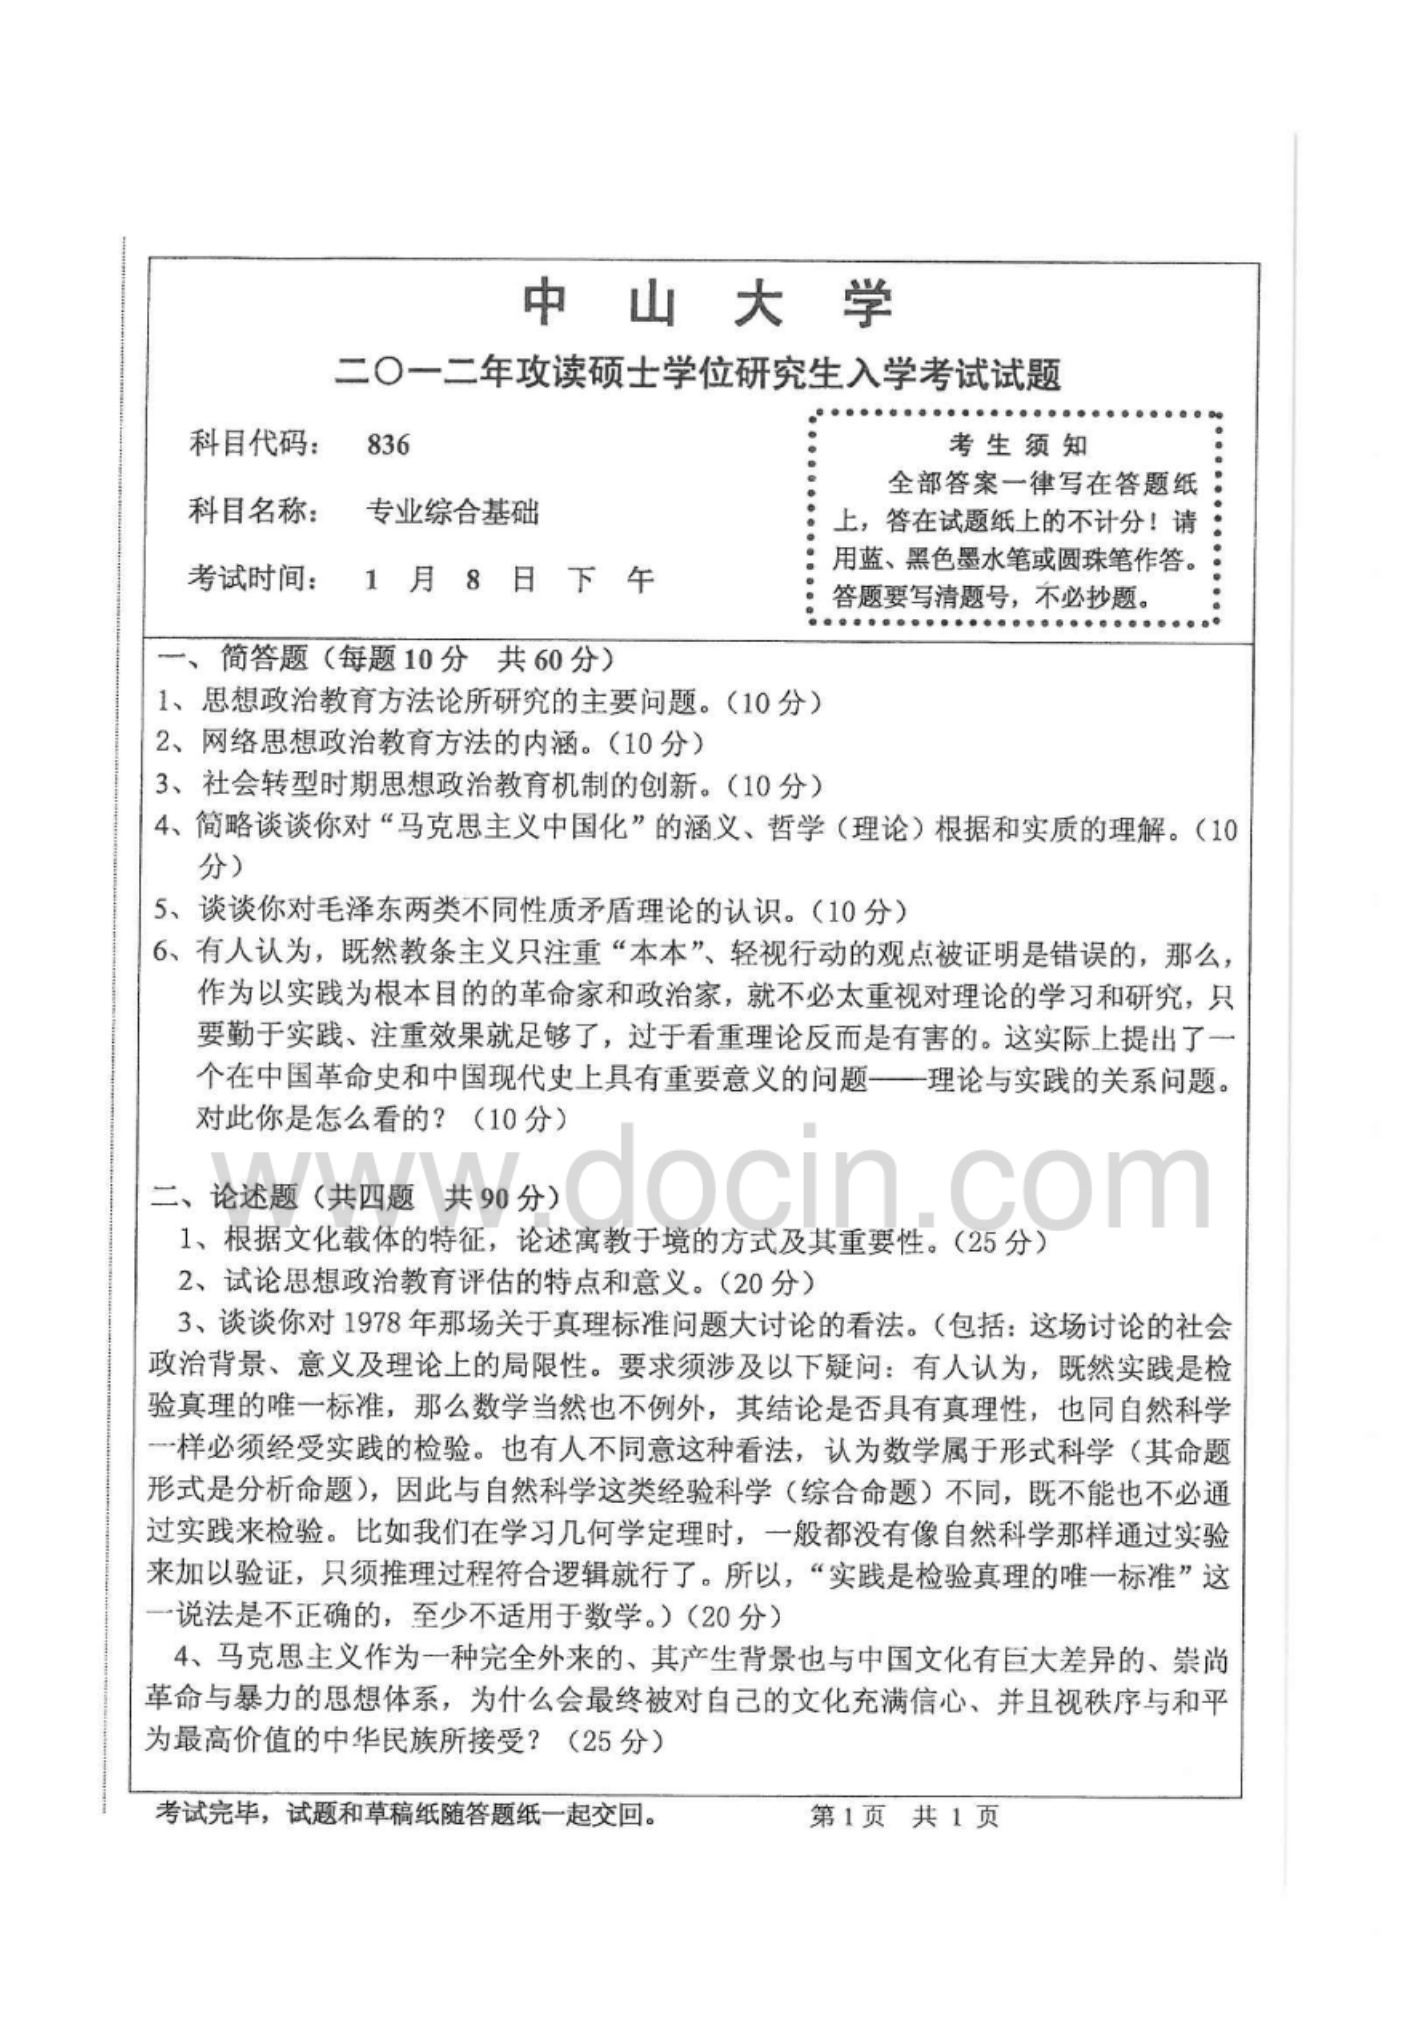 中 山 大 学
二〇一二年攻读硕士学位研究生入学考试试题
科目代码： 836
科目名称： 专业综合基础
考试时间： 1 月 8 日 下 午
考 生 须 知
全部答案一律写在答题纸
上，答在试题纸上的不计分！请
用蓝、黑色墨水笔或圆珠笔作答。
答题要写清题号，不必抄题。
一、简答题（每题 10 分 共 60 分）
1、思想政治教育方法论所研究的主要问题。（10 分）
2、网络思想政治教育方法的内涵。（10 分）
3、社会转型时期思想政治教育机制的创新。（10 分）
4、简略谈谈你对“马克思主义中国化”的涵义、哲学（理论）根据和实质的理解。（10
分）
5、谈谈你对毛泽东两类不同性质矛盾理论的认识。（10 分）
6、有人认为，既然教条主义只注重“本本”、轻视行动的观点被证明是错误的，那么，
作为以实践为根本目的的革命家和政治家，就不必太重视对理论的学习和研究，只
要勤于实践、注重效果就足够了，过于看重理论反而是有害的。这实际上提出了一
个在中国革命史和中国现代史上具有重要意义的问题——理论与实践的关系问题。
对此你是怎么看的？（10 分）
www.docin.com
二、论述题（共四题 共 90 分）
1、根据文化载体的特征，论述寓教于境的方式及其重要性。（25 分）
2、试论思想政治教育评估的特点和意义。（20 分）
3、谈谈你对 1978 年那场关于真理标准问题大讨论的看法。（包括：这场讨论的社会
政治背景、意义及理论上的局限性。要求须涉及以下疑问：有人认为，既然实践是检
验真理的唯一标准，那么数学当然也不例外，其结论是否具有真理性，也同自然科学
一样必须经受实践的检验。也有人不同意这种看法，认为数学属于形式科学（其命题
形式是分析命题），因此与自然科学这类经验科学（综合命题）不同，既不能也不必通
过实践来检验。比如我们在学习几何学定理时，一般都没有像自然科学那样通过实验
来加以验证，只须推理过程符合逻辑就行了。所以，“实践是检验真理的唯一标准”这
一说法是不正确的，至少不适用于数学。）（20 分）
4、马克思主义作为一种完全外来的、其产生背景也与中国文化有巨大差异的、崇尚
革命与暴力的思想体系，为什么会最终被对自己的文化充满信心、并且视秩序与和平
为最高价值的中华民族所接受？（25 分）
考试完毕，试题和草稿纸随答题纸一起交回。 第 1 页 共 1 页